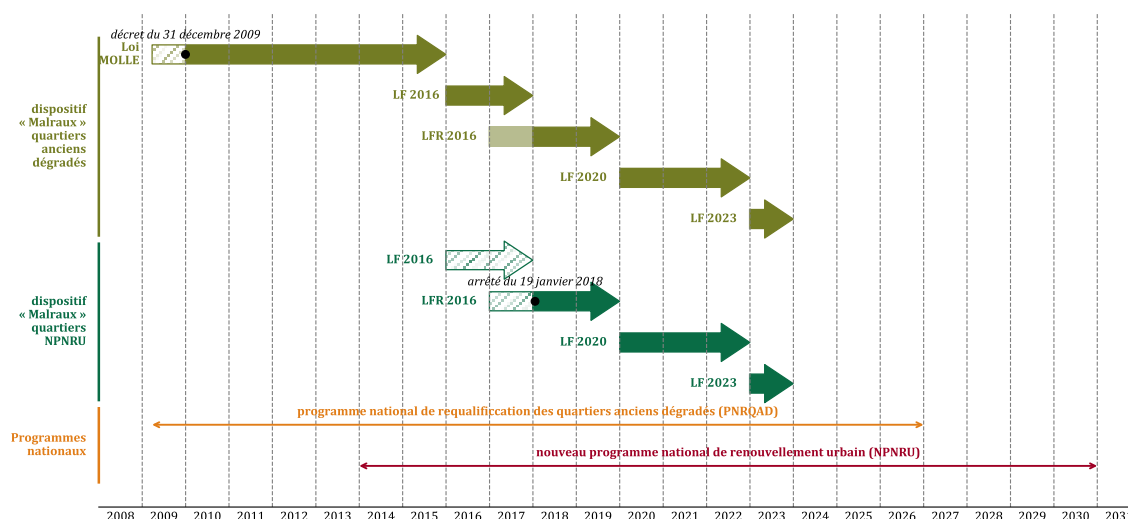 décret du 31 décembre 2009
Loi
MOLLE
LF 2016
dispositif
« Malraux »
quartiers
anciens
dégradés
LFR 2016
LF 2020
LF 2023
LF 2016
arrêté du 19 janvier 2018
LFR 2016
dispositif
« Malraux »
quartiers
NPNRU
LF 2020
LF 2023
programme national de requalificcation des quartiers anciens dégradés (PNRQAD)
Programmes
nationaux
nouveau programme national de renouvellement urbain (NPNRU)
2008 2009 2010 2011 2012 2013 2014 2015 2016 2017 2018 2019 2020 2021 2022 2023 2024 2025 2026 2027 2028 2029 2030 2031